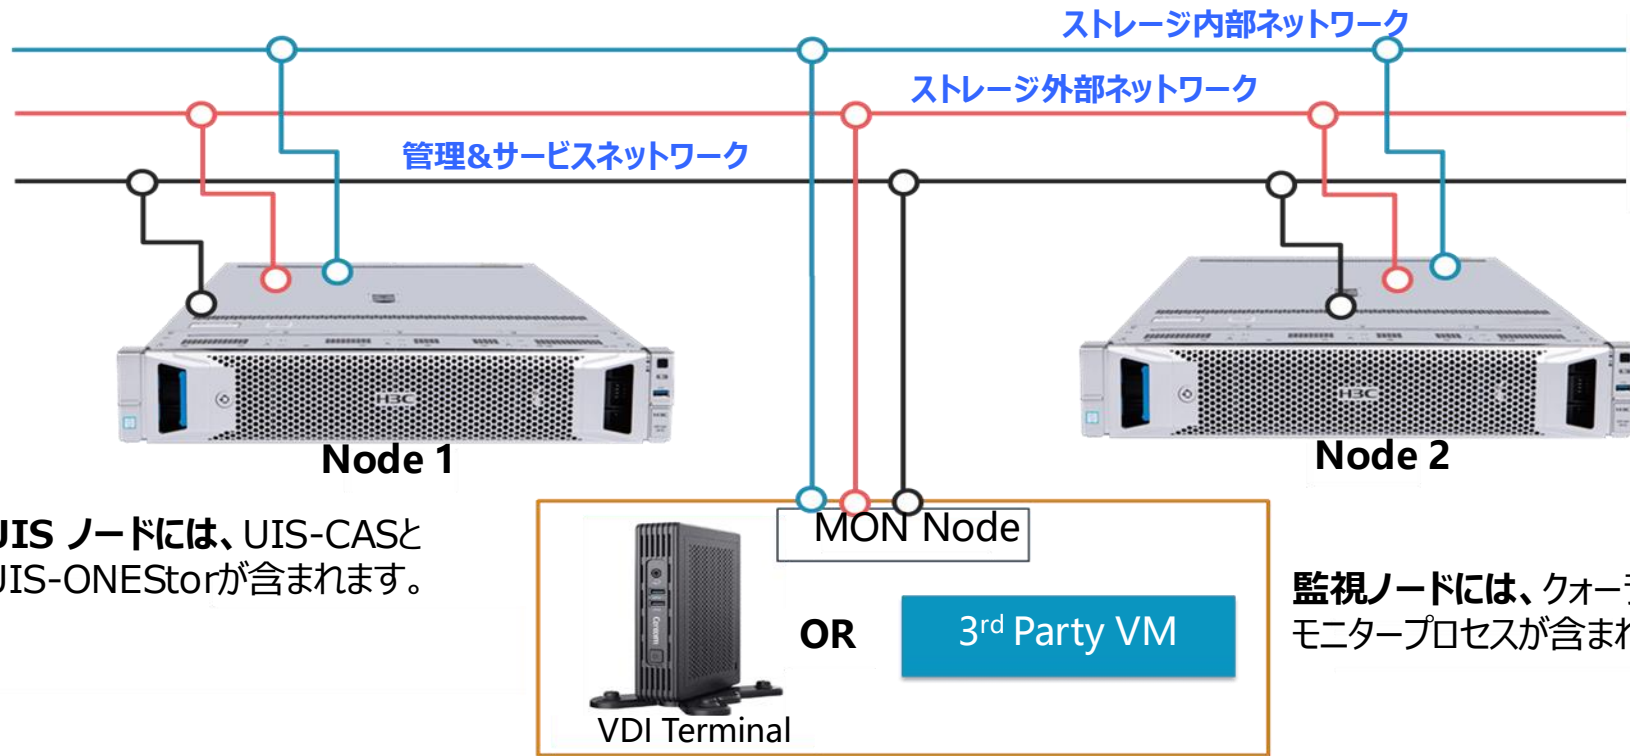 ストレージ内部ネットワーク
ストレージ外部ネットワーク
管理&サービスネットワーク
H3C
H3C
Node 1
Node 2
UIS ノードには、UIS-CASと
UIS-ONEStorが含まれます。
MON Node
OR
3rd Party VM
VDI Terminal
監視ノードには、クォーラ
モニタープロセスが含まれ